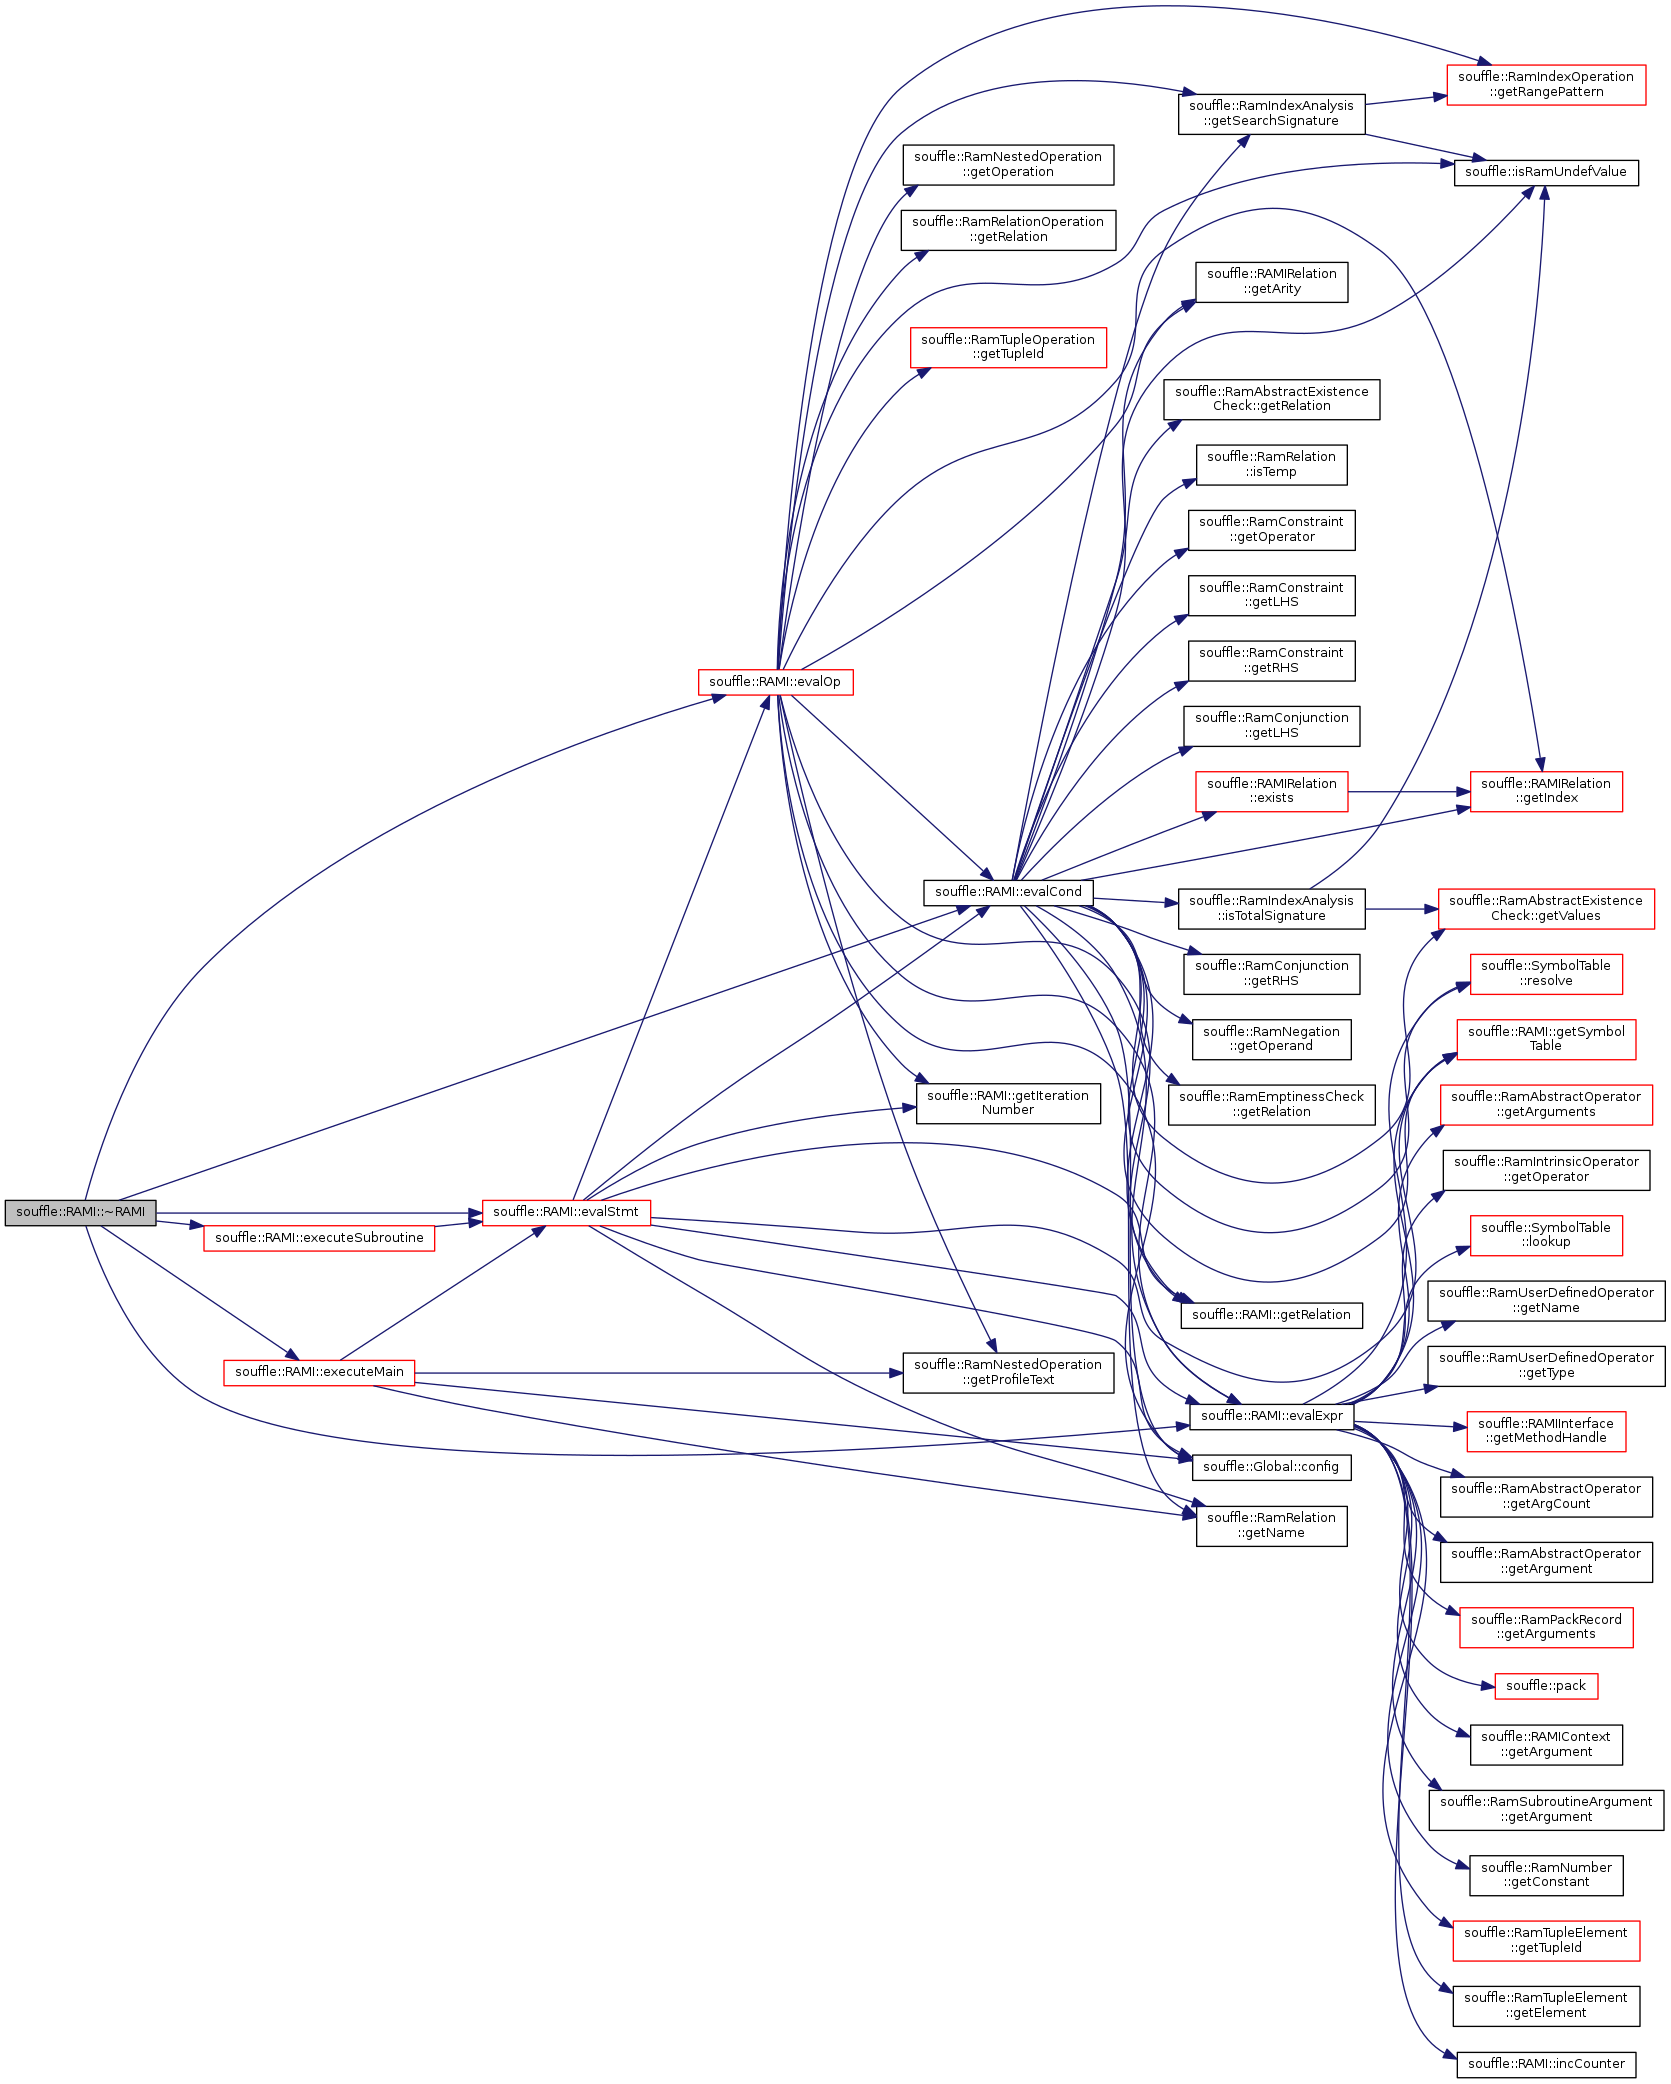 souffle::RAMI::~RAMI
souffle::RAMI::executeSubroutine
souffle::RAMI::executeMain
souffle::RAMI::evalStmt
souffle::RAMI::evalOp
souffle::RamNestedOperation
::getOperation
souffle::RamRelationOperation
::getRelation
souffle::RamTupleOperation
::getTupleId
souffle::RAMI::evalCond
souffle::RAMI::getIteration
Number
souffle::RamNestedOperation
::getProfileText
souffle::RamIndexAnalysis
::getSearchSignature
souffle::RAMIRelation
::getArity
souffle::RamAbstractExistence
Check::getRelation
souffle::RamRelation
::isTemp
souffle::RamConstraint
::getOperator
souffle::RamConstraint
::getLHS
souffle::RamConstraint
::getRHS
souffle::RamConjunction
::getLHS
souffle::RAMIRelation
::exists
souffle::RamIndexAnalysis
::isTotalSignature
souffle::RamConjunction
::getRHS
souffle::RamNegation
::getOperand
souffle::RamEmptinessCheck
::getRelation
souffle::RAMI::getRelation
souffle::RAMI::evalExpr
souffle::Global::config
souffle::RamRelation
::getName
souffle::RamIndexOperation
::getRangePattern
souffle::isRamUndefValue
souffle::RAMIRelation
::getIndex
souffle::RamAbstractExistence
Check::getValues
souffle::SymbolTable
::resolve
souffle::RAMI::getSymbol
Table
souffle::RamAbstractOperator
::getArguments
souffle::RamIntrinsicOperator
::getOperator
souffle::SymbolTable
::lookup
souffle::RamUserDefinedOperator
::getName
souffle::RamUserDefinedOperator
::getType
souffle::RAMIInterface
::getMethodHandle
souffle::RamAbstractOperator
::getArgCount
souffle::RamAbstractOperator
::getArgument
souffle::RamPackRecord
::getArguments
souffle::pack
souffle::RAMIContext
::getArgument
souffle::RamSubroutineArgument
::getArgument
souffle::RamNumber
::getConstant
souffle::RamTupleElement
::getTupleId
souffle::RamTupleElement
::getElement
souffle::RAMI::incCounter